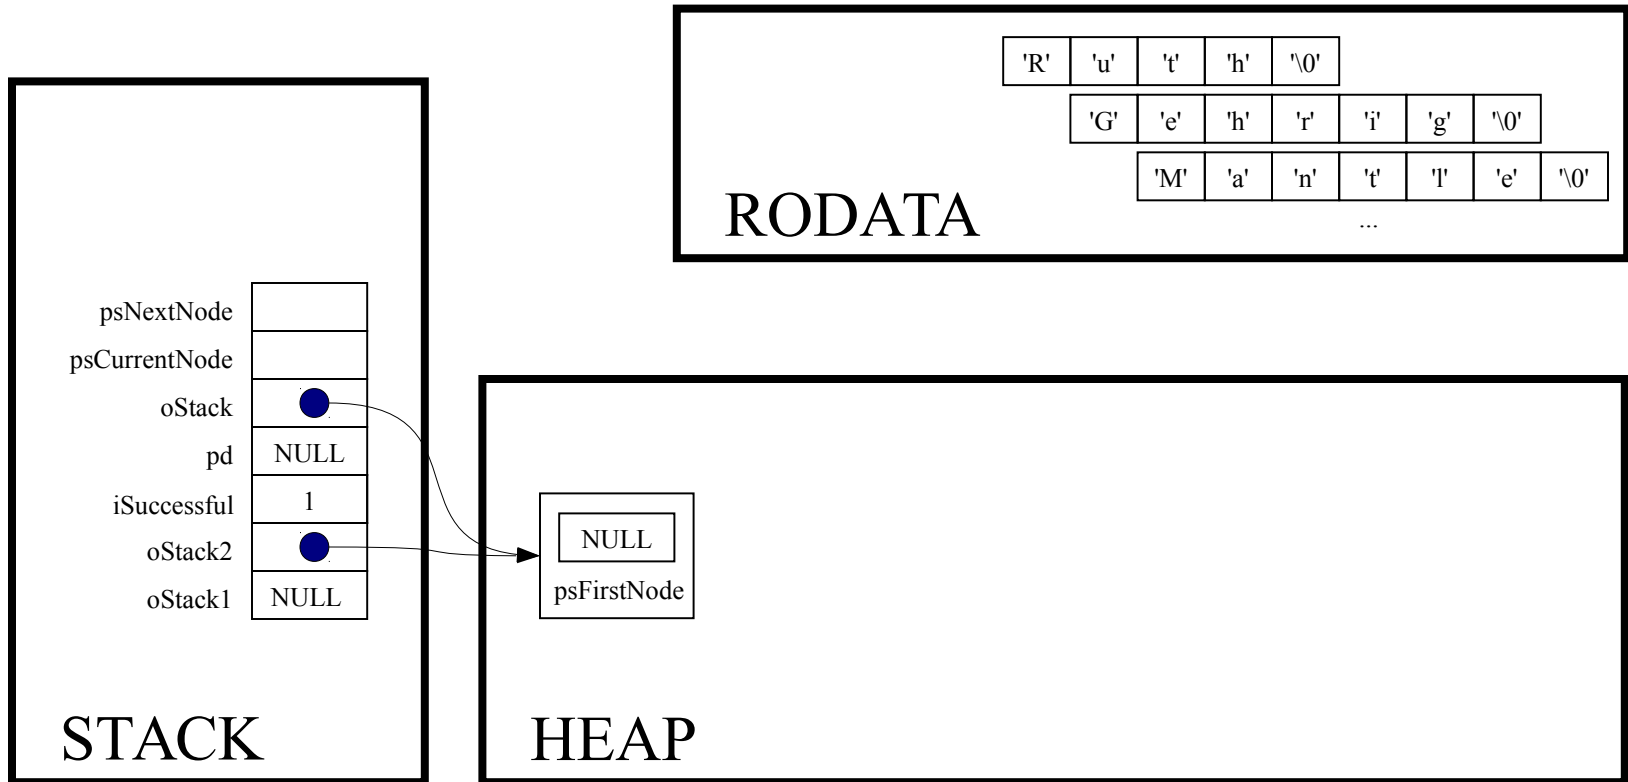 'R' 'u' 't' 'h' '\0'
'G' 'e' 'h' 'r' 'i' 'g' '\0'
'M' 'a' 'n' 't' 'l' 'e' '\0'
...
RODATA
psNextNode
psCurrentNode
oStack
pd NULL
iSuccessful 1
oStack2
oStack1 NULL
STACK
NULL
psFirstNode
HEAP